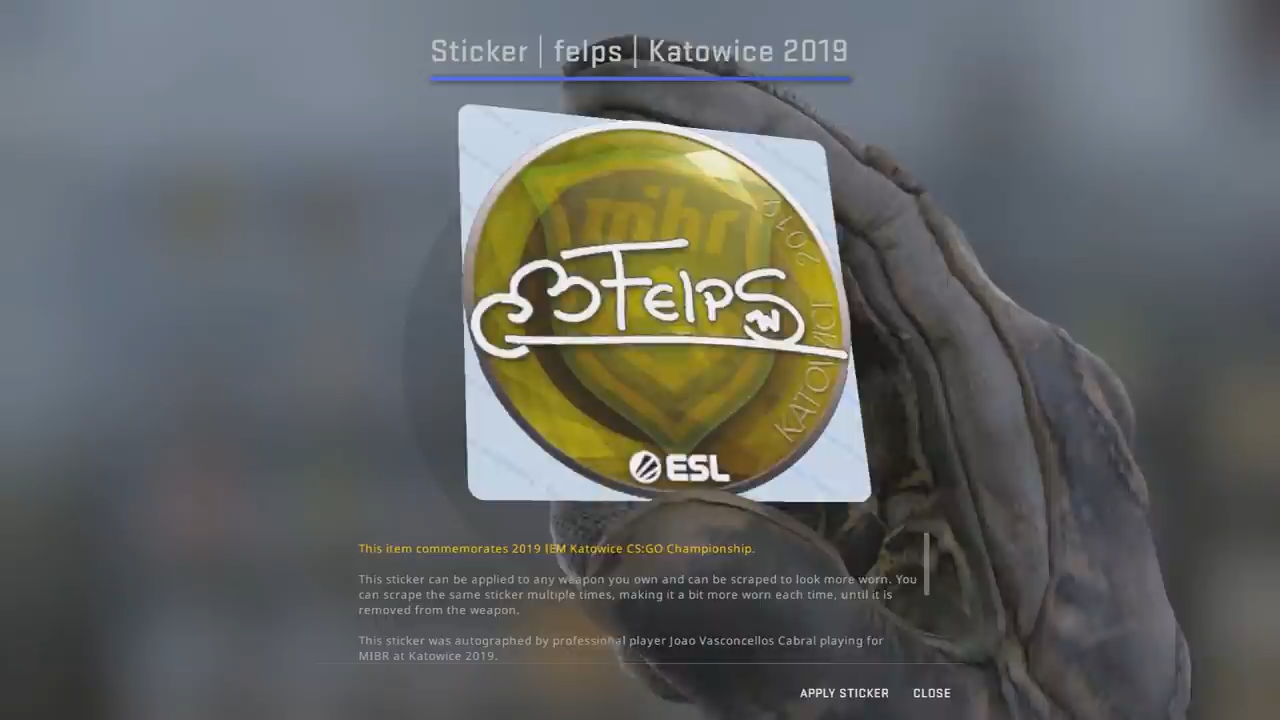 Sticker | felps | Katowice 2019
mibr
2019
Felps
KATOWICE
ESL
This item commemorates 2019 IEM Katowice CS:GO Championship.
This sticker can be applied to any weapon you own and can be scraped to look more worn. You
can scrape the same sticker multiple times, making it a bit more worn each time, until it is
removed from the weapon.
This sticker was autographed by professional player Joao Vasconcellos Cabral playing for
MIBR at Katowice 2019.
APPLY STICKER CLOSE